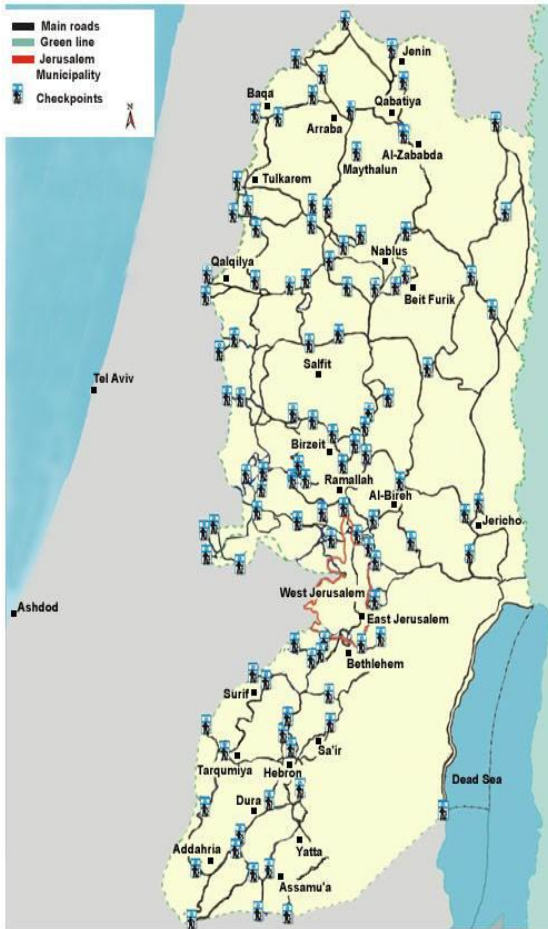 Main roads
Green line
Jerusalem
Municipality
Checkpoints
N
Jenin
Baqa
Qabatiya
Arraba
Al-Zababda
Maythalun
Tulkarem
Nablus
Qalqilya
Beit Furik
Salfit
Tel Aviv
Birzeit
Ramallah
Al-Bireh
Jericho
West Jerusalem
Ashdod
East Jerusalem
Bethlehem
Surif
Sa'ir
Tarqumiya
Hebron
Dead Sea
Dura
Yatta
Addahria
Assamu'a